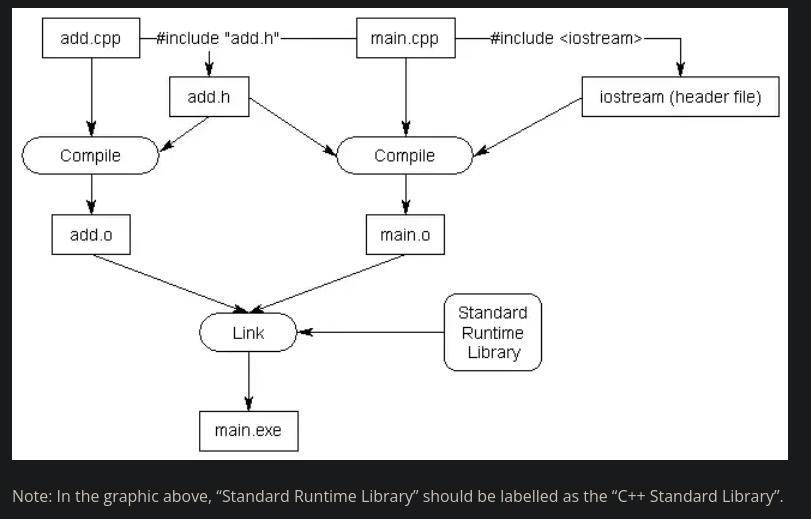 add.cpp
#include "add.h"
main.cpp
#include <iostream>
add.h
iostream (header file)
Compile
Compile
add.o
main.o
Link
Standard
Runtime
Library
main.exe
Note: In the graphic above, “Standard Runtime Library” should be labelled as the “C++ Standard Library”.